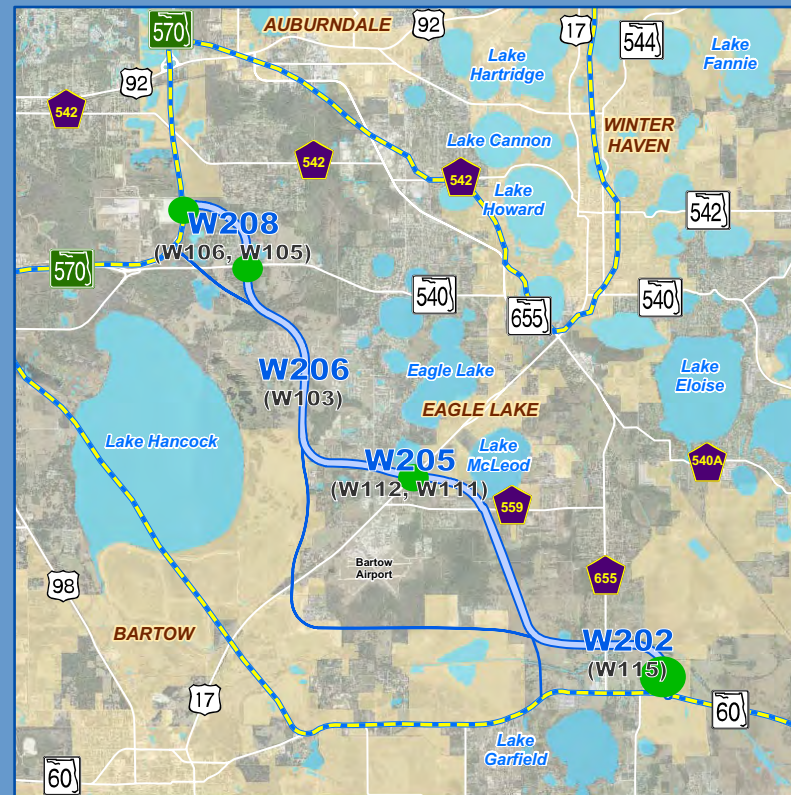 570
AUBURNDALE
92
17
544
Lake
Hartridge
Lake
Fannie
92
542
542
Lake Cannon
WINTER
HAVEN
542
Lake
Howard
542
W208
(W106, W105)
570
540
540
655
W206
(W103)
Eagle Lake
Lake
Eloise
EAGLE LAKE
Lake Hancock
Lake
McLeod
W205
(W112, W111)
540A
559
Bartow
Airport
98
655
BARTOW
W202
(W115)
17
60
Lake
Garfield
60